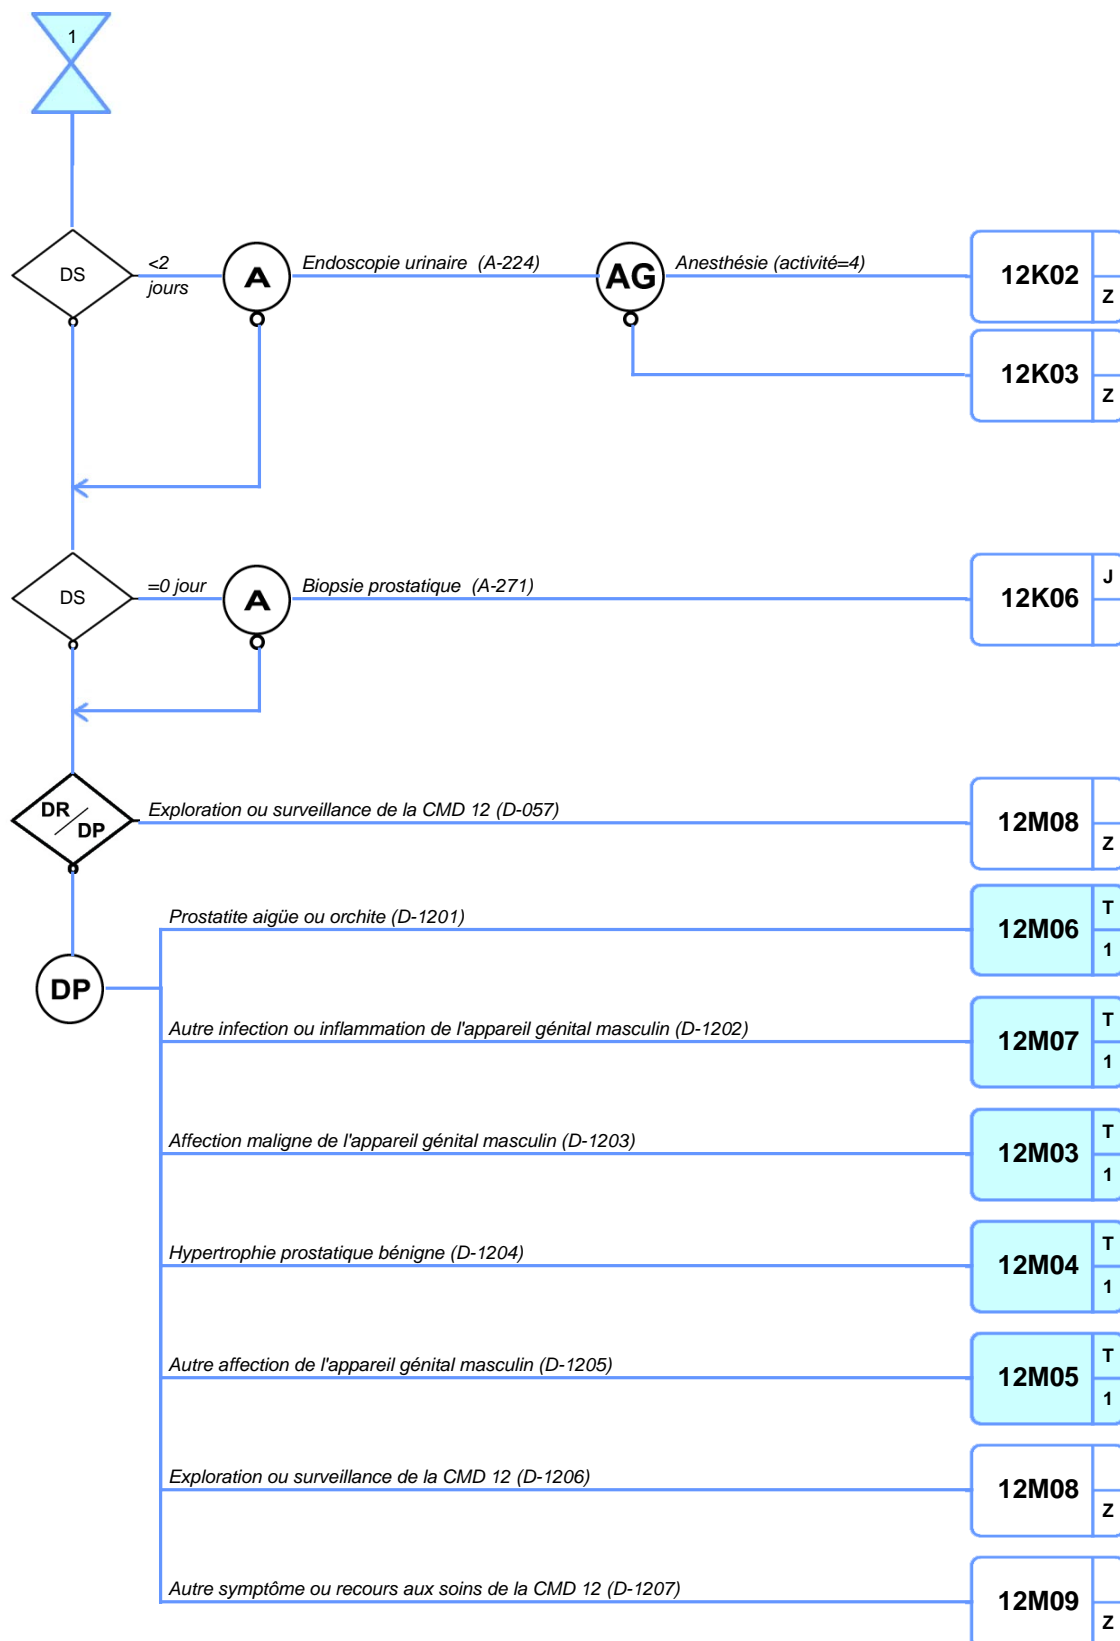 1
DS
<2
jours
A
Endoscopie urinaire (A-224)
AG
Anesthésie (activité=4)
12K02
Z
12K03
Z
DS
=0 jour
A
Biopsie prostatique (A-271)
12K06
J
DR
DP
Exploration ou surveillance de la CMD 12 (D-057)
12M08
Z
DP
Prostatite aigüe ou orchite (D-1201)
12M06
T
1
Autre infection ou inflammation de l'appareil génital masculin (D-1202)
12M07
T
1
Affection maligne de l'appareil génital masculin (D-1203)
12M03
T
1
Hypertrophie prostatique bénigne (D-1204)
12M04
T
1
Autre affection de l'appareil génital masculin (D-1205)
12M05
T
1
Exploration ou surveillance de la CMD 12 (D-1206)
12M08
Z
Autre symptôme ou recours aux soins de la CMD 12 (D-1207)
12M09
Z